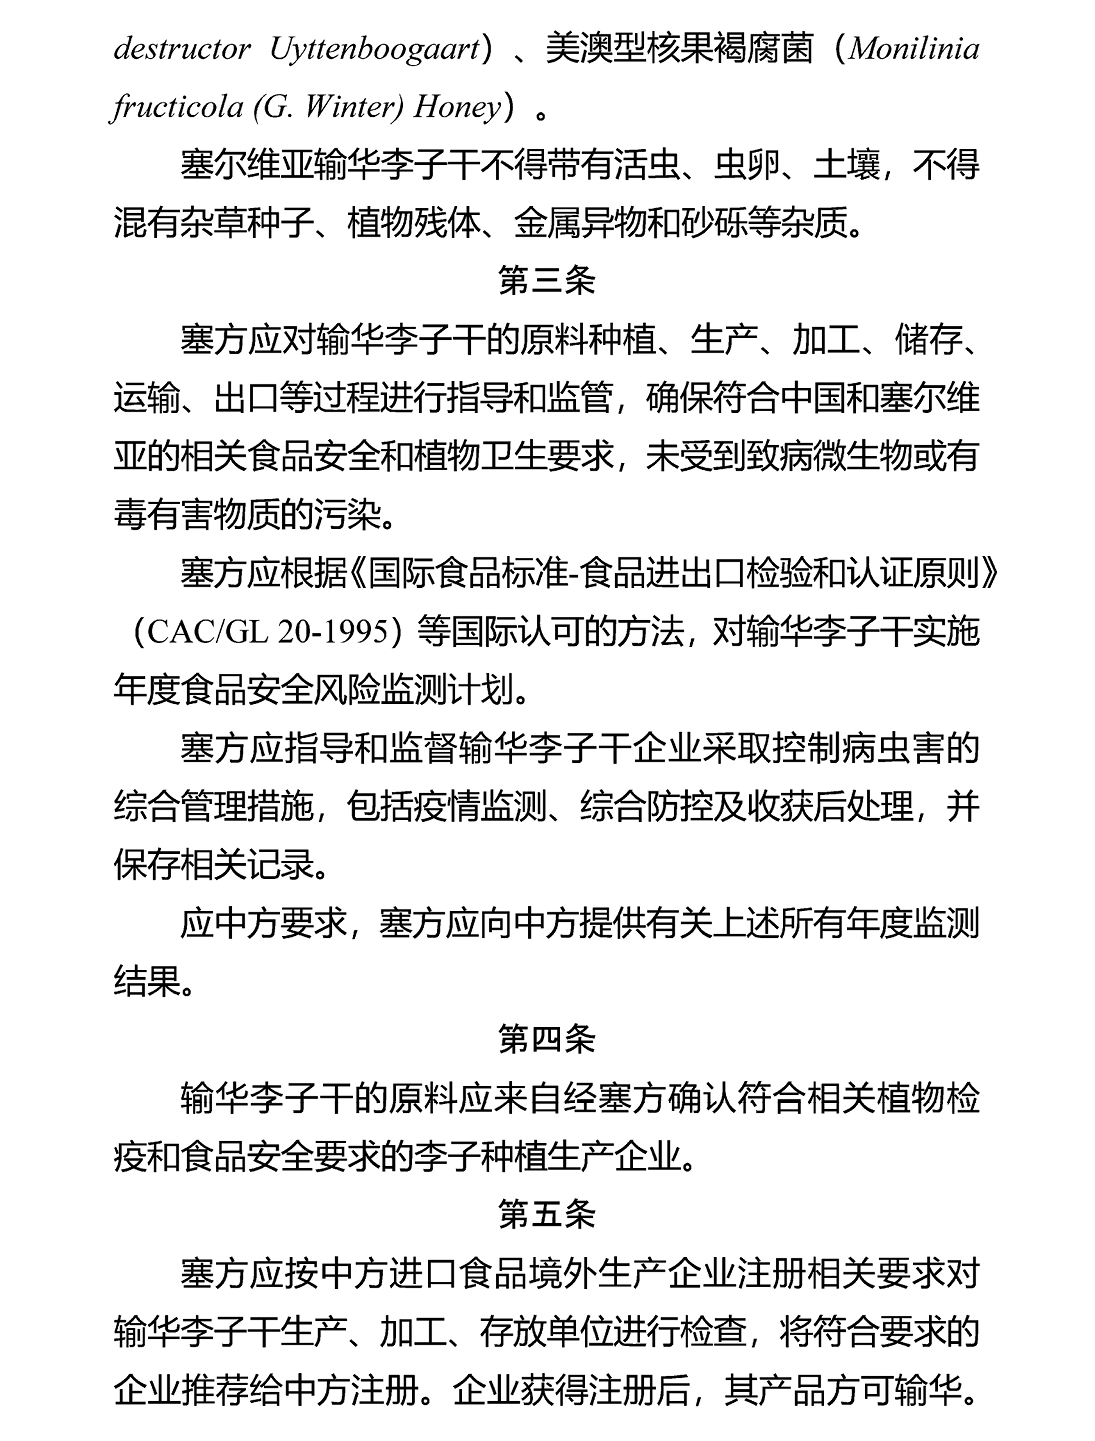 destructor Uyttenboogaart）、美澳型核果褐腐菌（Monilinia
fructicola (G. Winter) Honey）。
塞尔维亚输华李子干不得带有活虫、虫卵、土壤，不得
混有杂草种子、植物残体、金属异物和砂砾等杂质。
第三条
塞方应对输华李子干的原料种植、生产、加工、储存、
运输、出口等过程进行指导和监管，确保符合中国和塞尔维
亚的相关食品安全和植物卫生要求，未受到致病微生物或有
毒有害物质的污染。
塞方应根据《国际食品标准-食品进出口检验和认证原则》
（CAC/GL 20-1995）等国际认可的方法，对输华李子干实施
年度食品安全风险监测计划。
塞方应指导和监督输华李子干企业采取控制病虫害的
综合管理措施，包括疫情监测、综合防控及收获后处理，并
保存相关记录。
应中方要求，塞方应向中方提供有关上述所有年度监测
结果。
第四条
输华李子干的原料应来自经塞方确认符合相关植物检
疫和食品安全要求的李子种植生产企业。
第五条
塞方应按中方进口食品境外生产企业注册相关要求对
输华李子干生产、加工、存放单位进行检查，将符合要求的
企业推荐给中方注册。企业获得注册后，其产品方可输华。